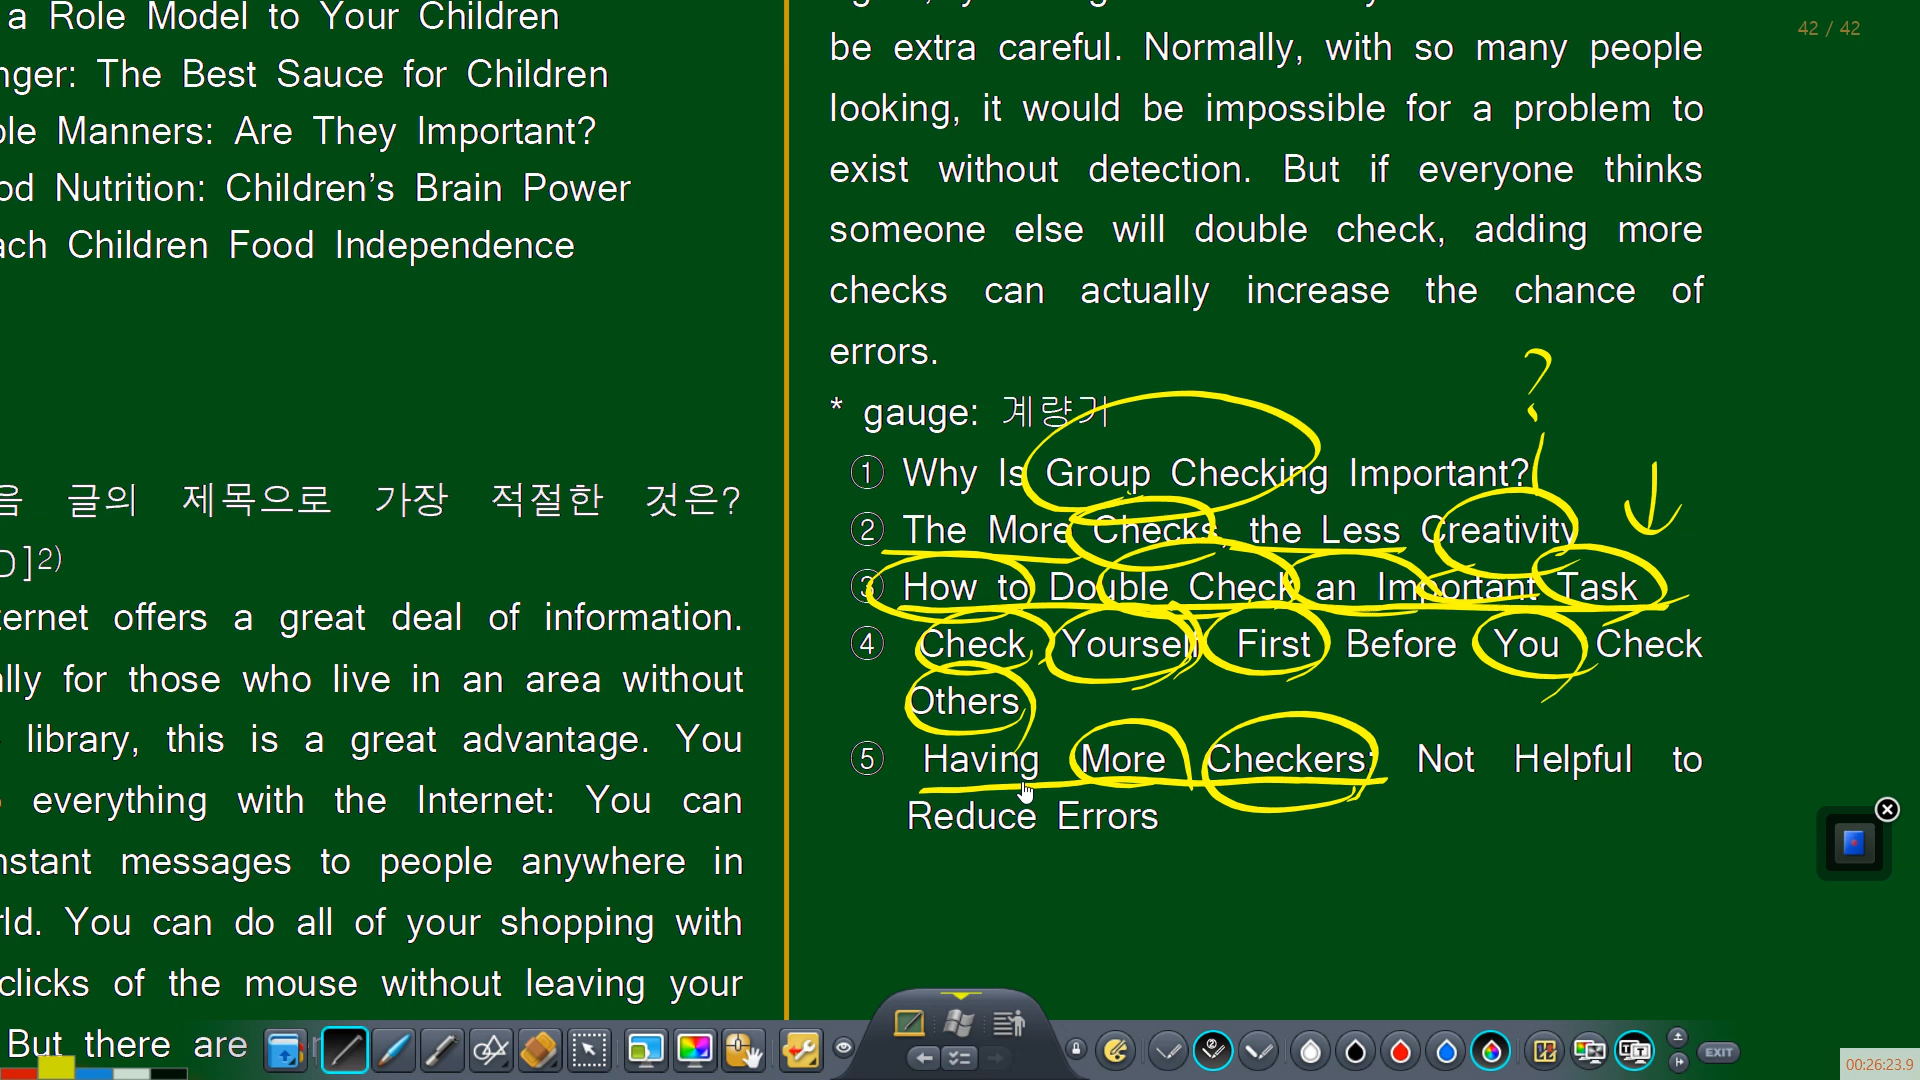 a Role Model to Your Children
nger: The Best Sauce for Children
ble Manners: Are They Important?
od Nutrition: Children's Brain Power
ach Children Food Independence
음 글의 제목으로 가장 적절한 것은?
]2)
ternet offers a great deal of information.
ally for those who live in an area without
library, this is a great advantage. You
everything with the Internet: You can
nstant messages to people anywhere in
rld. You can do all of your shopping with
clicks of the mouse without leaving your
But there are
be extra careful. Normally, with so many people
looking, it would be impossible for a problem to
exist without detection. But if everyone thinks
someone else will double check, adding more
checks can actually increase the chance of
errors.
* gauge: 계량기
① Why Is Group Checking Important?
② The More Checks, the Less Creativity
③ How to Double Check an Important Task
④ Check Yourself First Before You Check
Others
⑤ Having More Checkers: Not Helpful to
Reduce Errors
?
42 / 42
EXIT
00:26:23.9